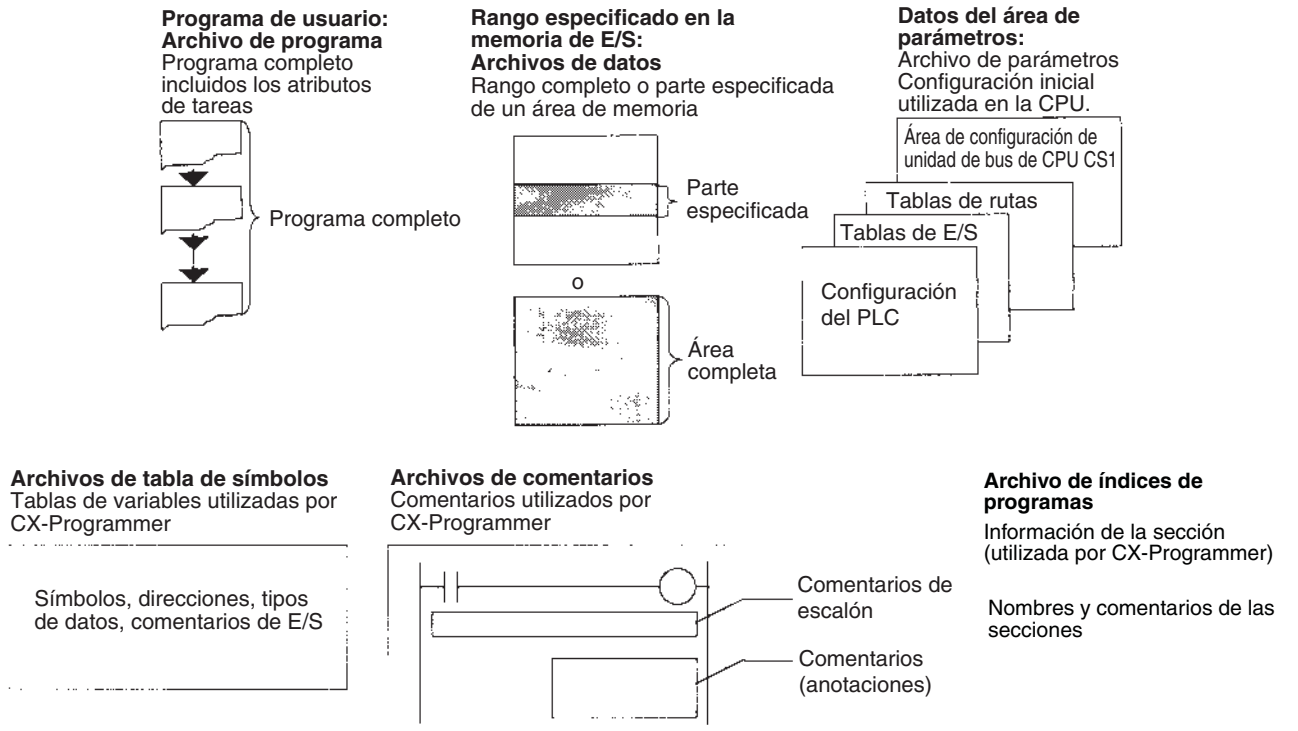 Programa de usuario:
Archivo de programa
Programa completo
incluidos los atributos
de tareas
Programa completo
Rango especificado en la
memoria de E/S:
Archivos de datos
Rango completo o parte especificada
de un área de memoria
Parte
especificada
o
Área
completa
Datos del área de
parámetros:
Archivo de parámetros
Configuración inicial
utilizada en la CPU.
Área de configuración de
unidad de bus de CPU CS1
Tablas de rutas
Tablas de E/S
Configuración
del PLC
Archivos de tabla de símbolos
Tablas de variables utilizadas por
CX-Programmer
Símbolos, direcciones, tipos
de datos, comentarios de E/S
Archivos de comentarios
Comentarios utilizados por
CX-Programmer
Comentarios de
escalón
Comentarios
(anotaciones)
Archivo de índices de
programas
Información de la sección
(utilizada por CX-Programmer)
Nombres y comentarios de las
secciones